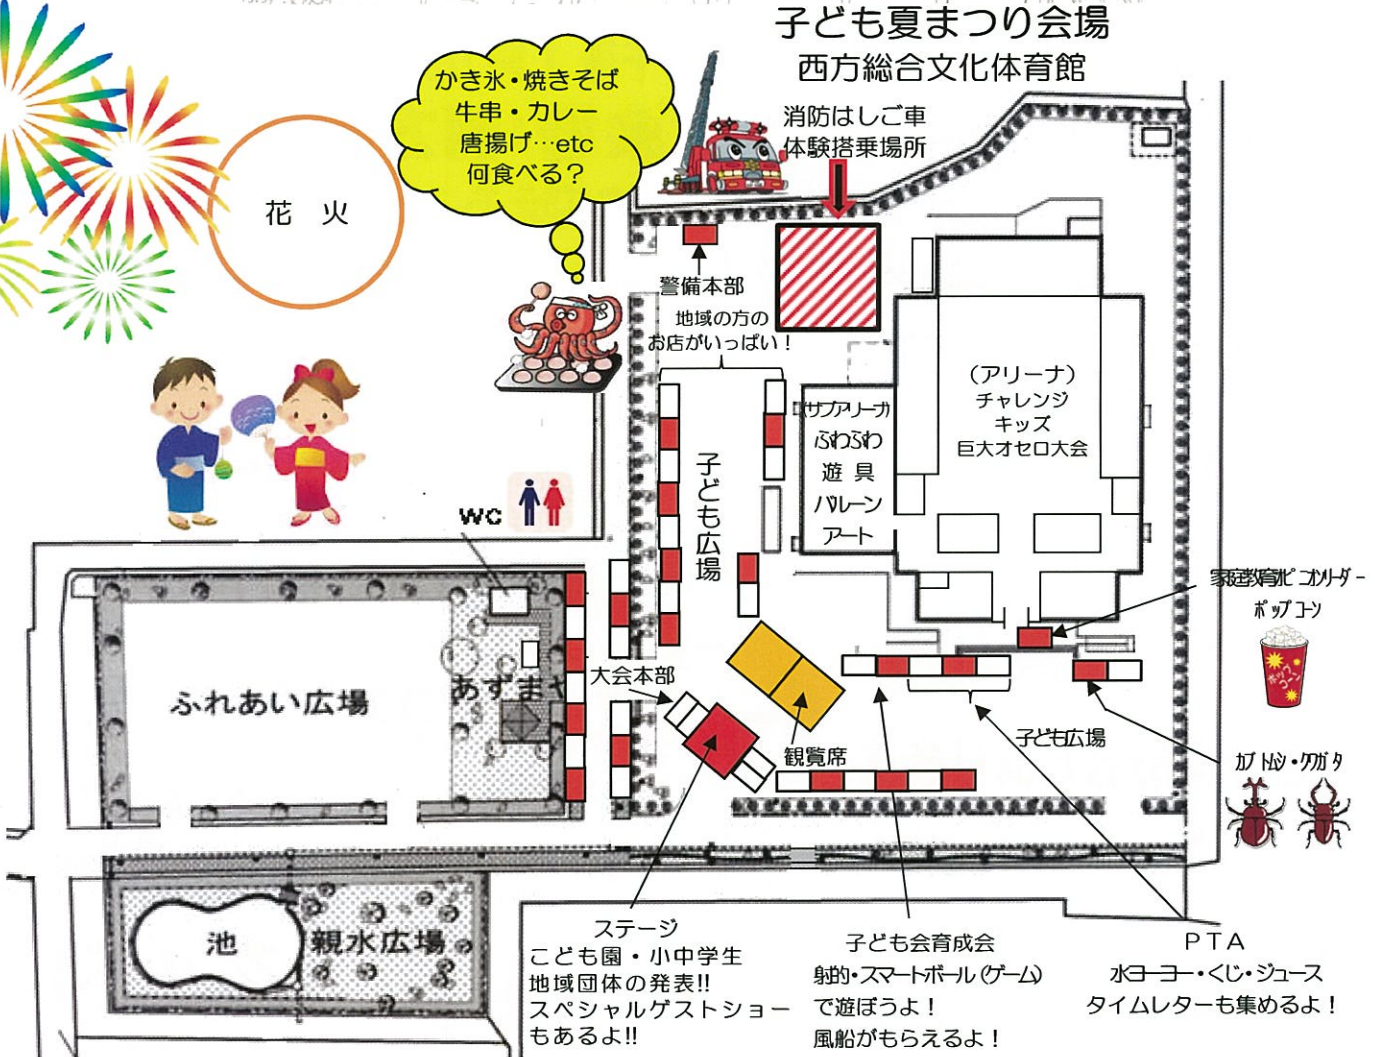 子ども夏まつり会場
西方総合文化体育館
かき氷・焼きそば
牛串・カレー
唐揚げ…etc
何食べる？
消防はしご車
体験搭乗場所
花　火
警備本部
地域の方の
お店がいっぱい！
（アリーナ）
チャレンジ
キッズ
巨大オセロ大会
(サブアリーナ)
ふわふわ
遊 具
バルーン
アート
子ども広場
wc
家庭教育オピニオンリーダー
ポップコーン
ポップ
コーン
ふれあい広場
あずまや
大会本部
観覧席
子ども広場
カブトムシ・クワガタ
池
親水広場
ステージ
こども園・小中学生
地域団体の発表!!
スペシャルゲストショー
もあるよ!!
子ども会育成会
射的・スマートボール（ゲーム）
で遊ぼうよ！
風船がもらえるよ！
ＰＴＡ
水ヨーヨー・くじ・ジュース
タイムレターも集めるよ！